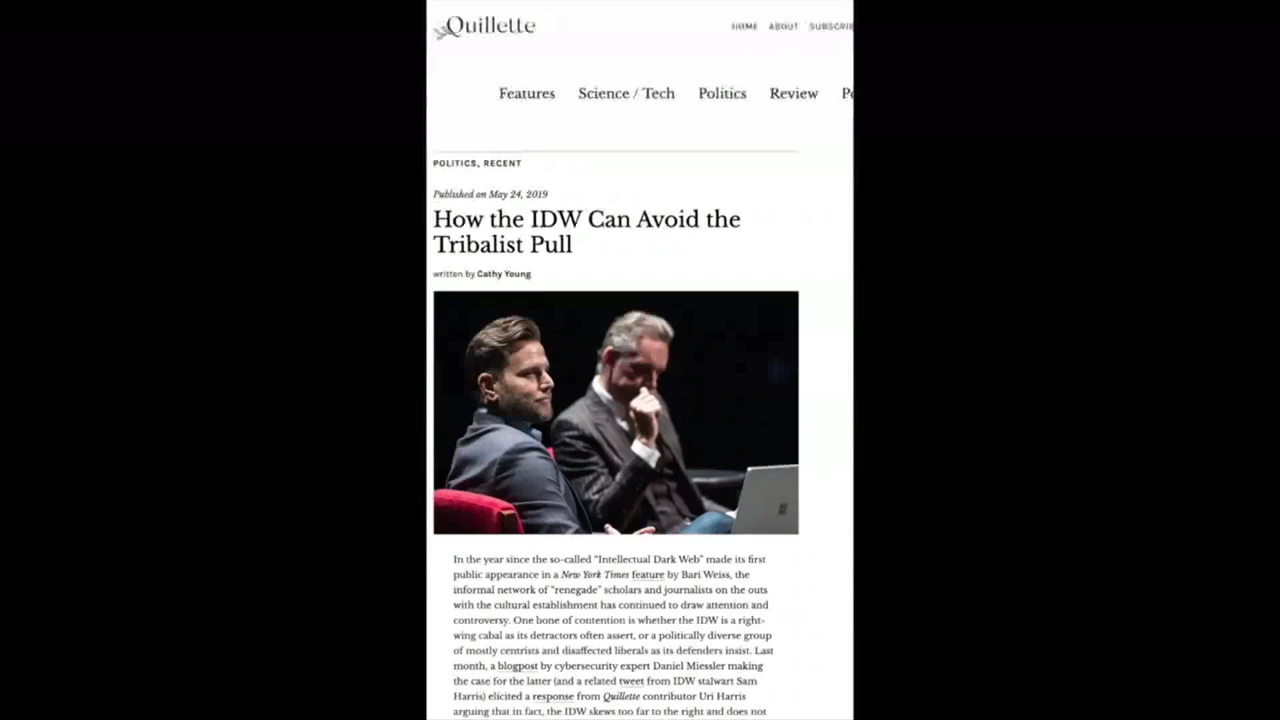 Quillette
HOME ABOUT SUBSCRIB
Features Science / Tech Politics Review Po
POLITICS, RECENT
Published on May 24, 2019
How the IDW Can Avoid the
Tribalist Pull
written by Cathy Young
In the year since the so-called “Intellectual Dark Web” made its first
public appearance in a New York Times feature by Bari Weiss, the
informal network of “renegade” scholars and journalists on the outs
with the cultural establishment has continued to draw attention and
controversy. One bone of contention is whether the IDW is a right-
wing cabal as its detractors often assert, or a politically diverse group
of mostly centrists and disaffected liberals as its defenders insist. Last
month, a blogpost by cybersecurity expert Daniel Miessler making
the case for the latter (and a related tweet from IDW stalwart Sam
Harris) elicited a response from Quillette contributor Uri Harris
arguing that in fact, the IDW skews too far to the right and does not